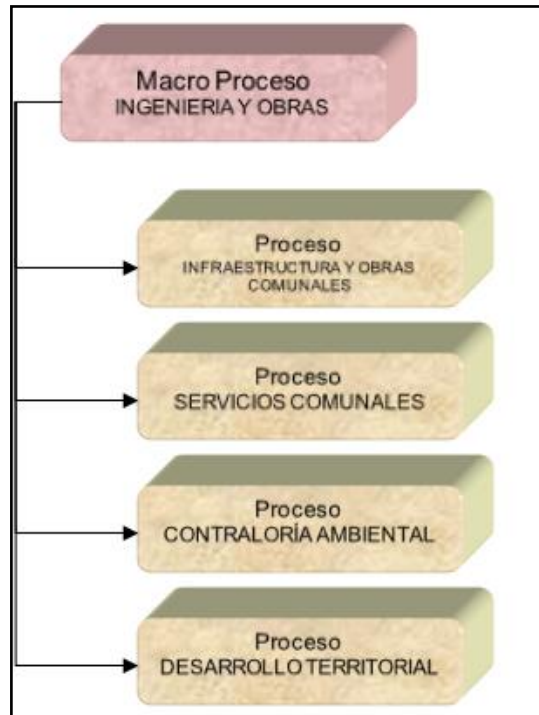 Macro Proceso
INGENIERIA Y OBRAS
Proceso
INFRAESTRUCTURA Y OBRAS
COMUNALES
Proceso
SERVICIOS COMUNALES
Proceso
CONTRALORÍA AMBIENTAL
Proceso
DESARROLLO TERRITORIAL